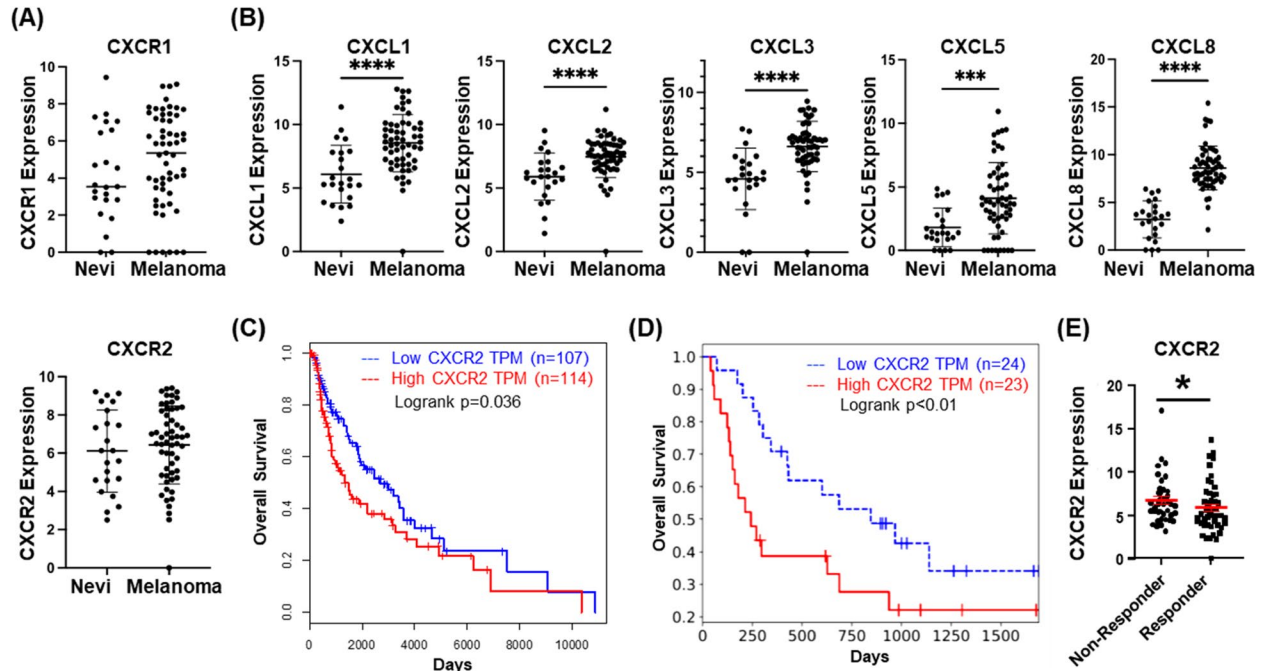 (A)
CXCR1
CXCR1 Expression
10
8
6
4
2
0
Nevi Melanoma
(B)
CXCL1
****
CXCL1 Expression
15
10
5
0
Nevi Melanoma
CXCL2
****
CXCL2 Expression
15
10
5
0
Nevi Melanoma
CXCL3
****
CXCL3 Expression
10
5
0
Nevi Melanoma
CXCL5
***
CXCL5 Expression
15
10
5
0
Nevi Melanoma
CXCL8
****
CXCL8 Expression
20
15
10
5
0
Nevi Melanoma
CXCR2
CXCR2 Expression
10
8
6
4
2
0
Nevi Melanoma
(C)
Low CXCR2 TPM (n=107)
High CXCR2 TPM (n=114)
Logrank p=0.036
Overall Survival
1.0
0.8
0.6
0.4
0.2
0.0
0 2000 4000 6000 8000 10000
Days
(D)
Low CXCR2 TPM (n=24)
High CXCR2 TPM (n=23)
Logrank p<0.01
Overall Survival
1.0
0.9
0.8
0.7
0.6
0.5
0.4
0.3
0.2
0 250 500 750 1000 1250 1500
Days
(E)
CXCR2
*
CXCR2 Expression
20
15
10
5
0
Non-Responder
Responder